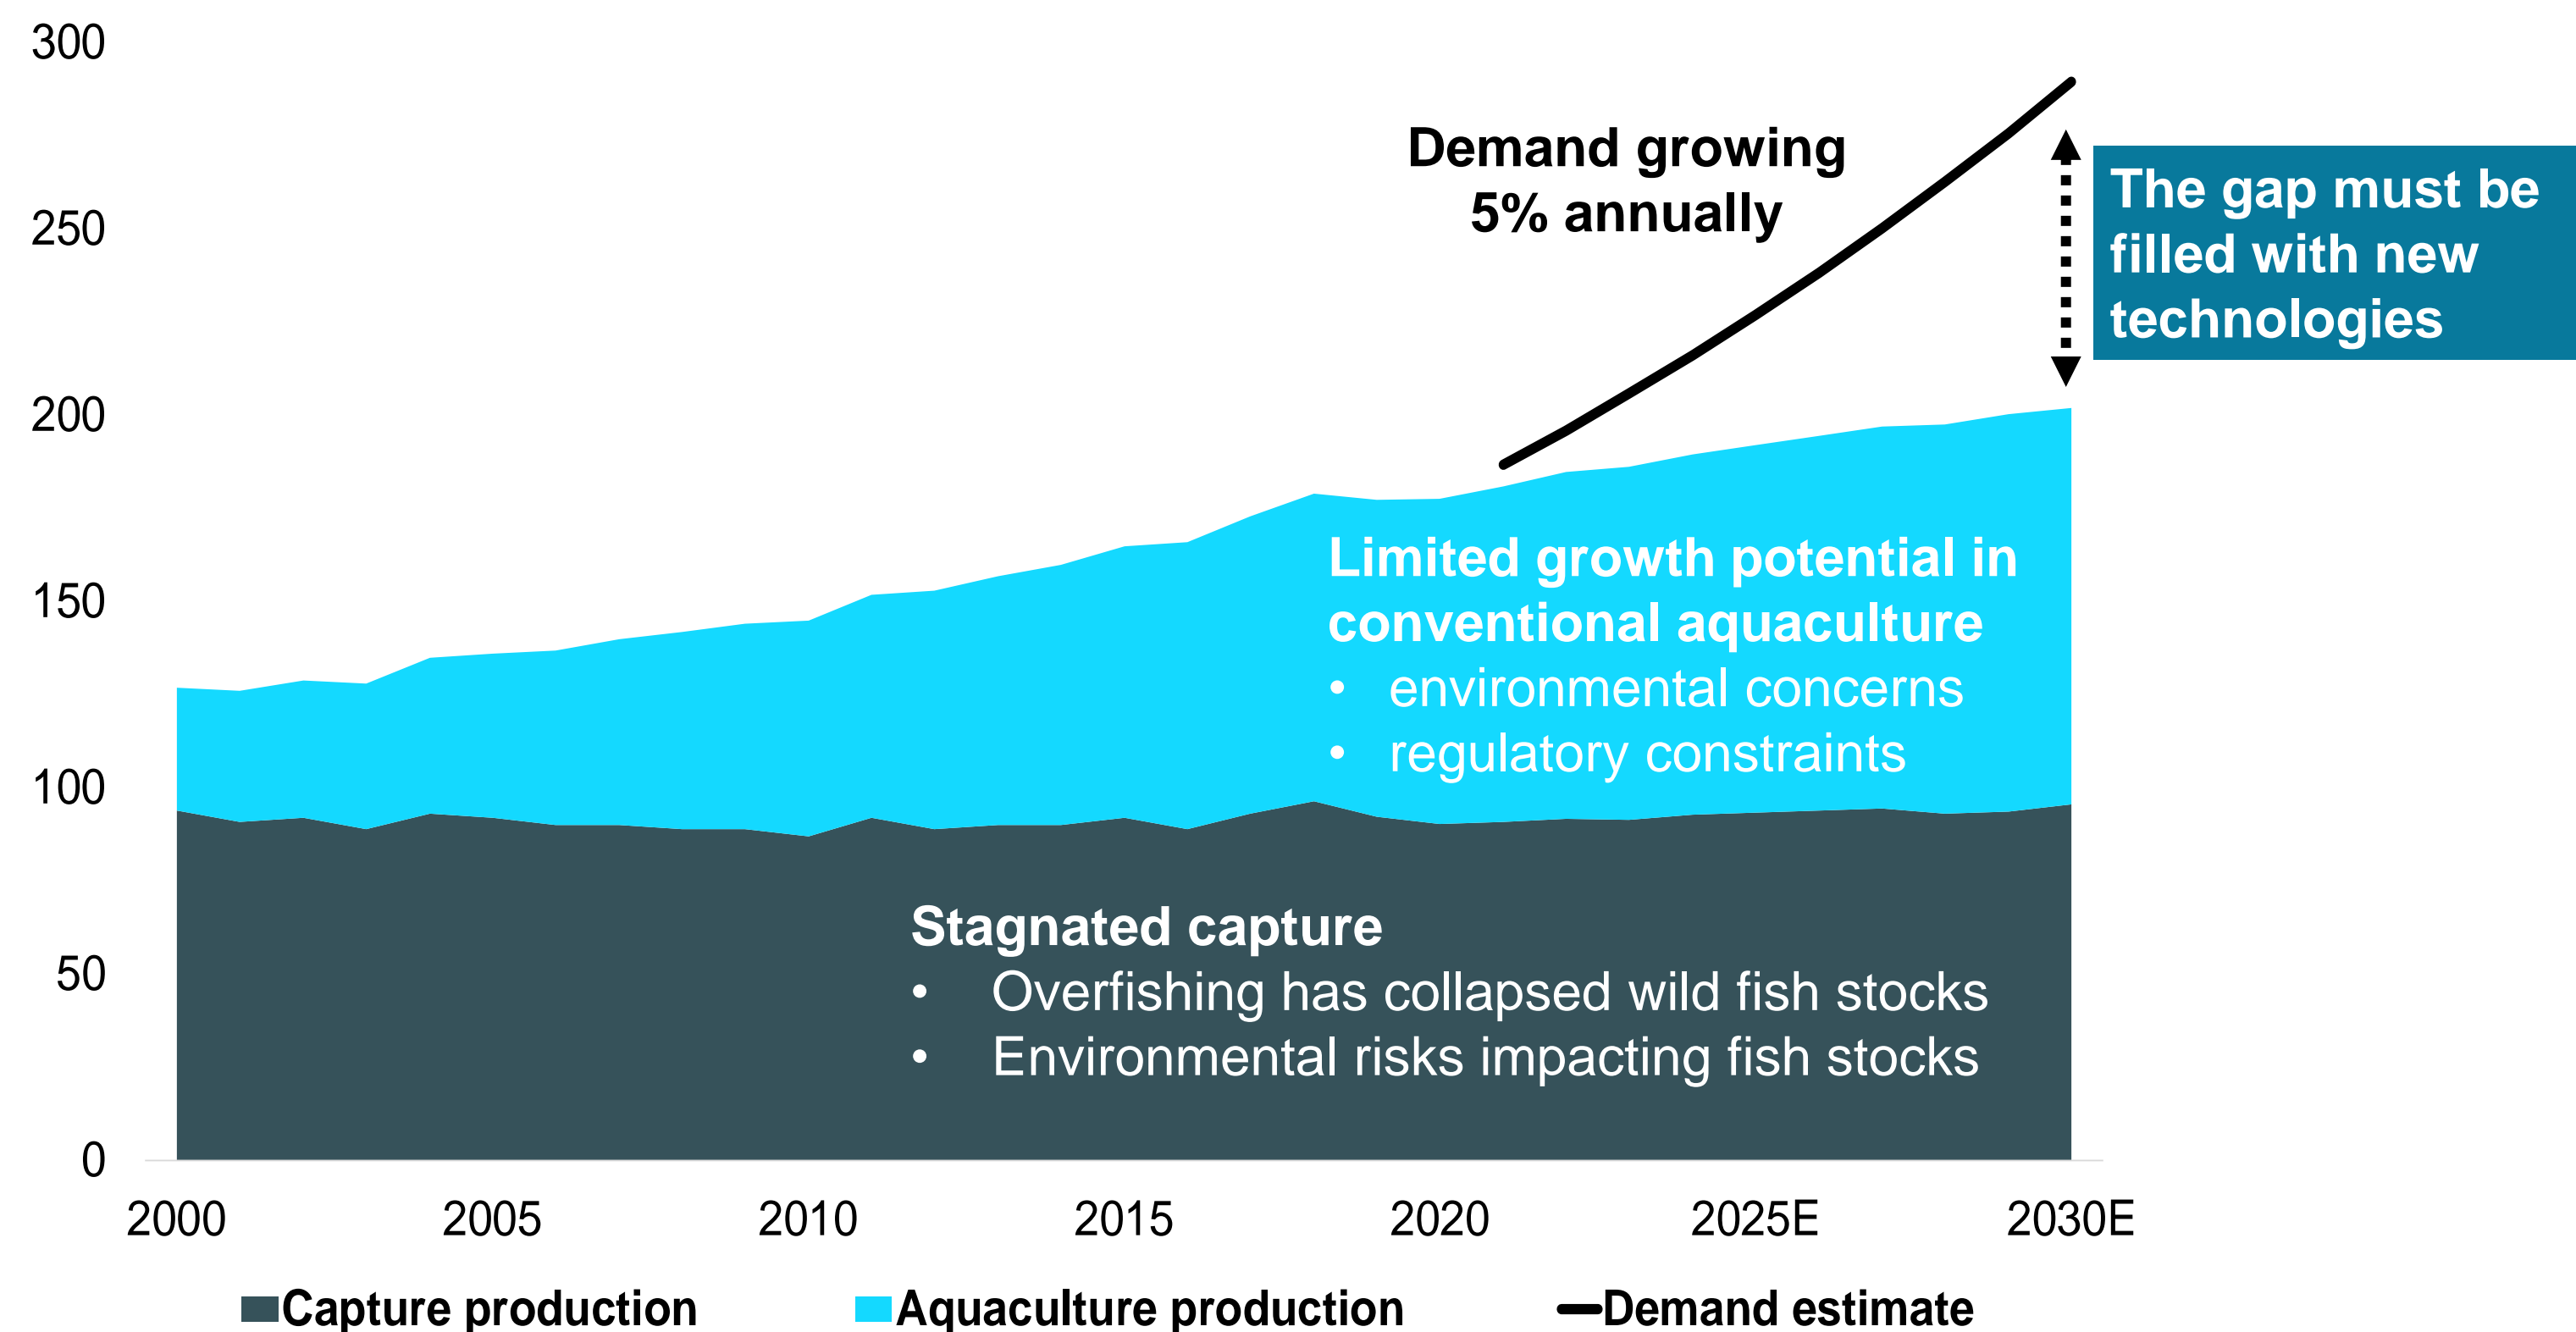 300
250
200
150
100
50
0
Demand growing
5% annually
The gap must be
filled with new
technologies
Limited growth potential in
conventional aquaculture
• environmental concerns
• regulatory constraints
Stagnated capture
• Overfishing has collapsed wild fish stocks
• Environmental risks impacting fish stocks
2000 2005 2010 2015 2020 2025E 2030E
Capture production Aquaculture production Demand estimate